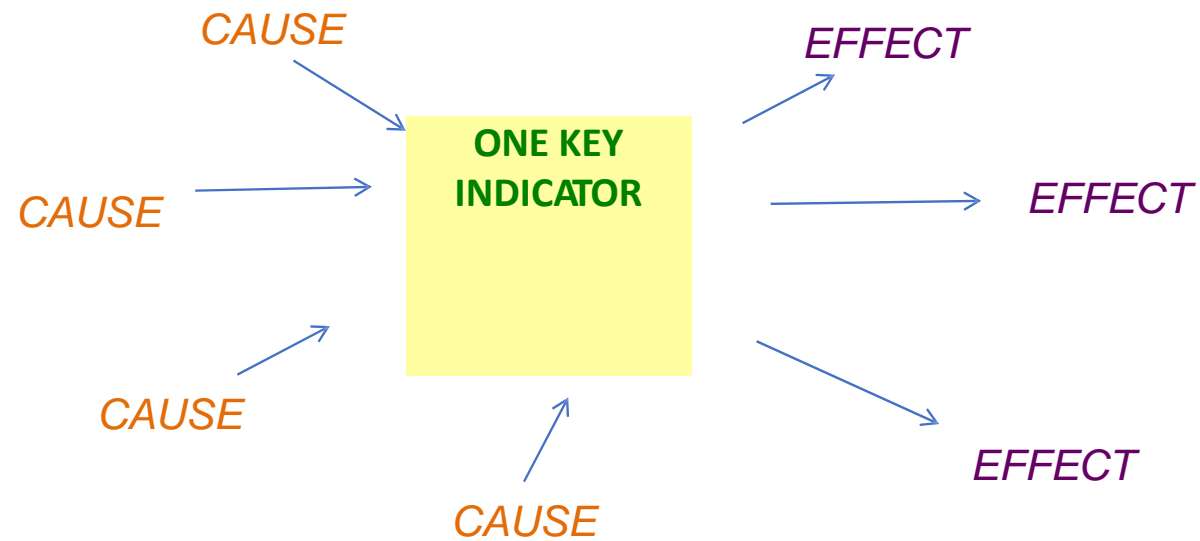 CAUSE
EFFECT
ONE KEY
INDICATOR
CAUSE
EFFECT
CAUSE
EFFECT
CAUSE